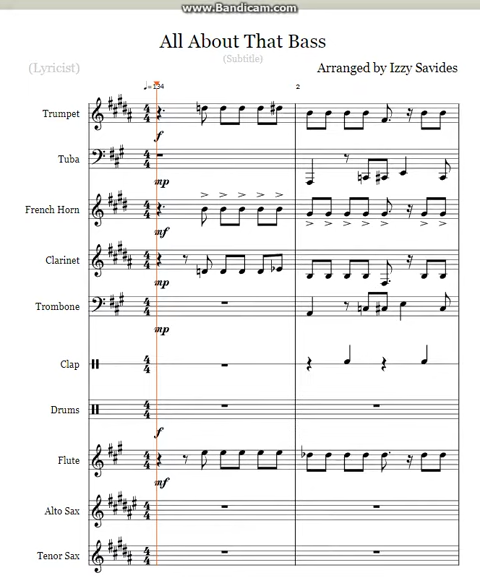 www.Bandicam.com
All About That Bass
(Subtitle)
(Lyricist)
Arranged by Izzy Savides
♩=134
2
Trumpet
f
Tuba
mp
French Horn
mf
Clarinet
mp
Trombone
mp
Clap
Drums
f
Flute
mf
Alto Sax
Tenor Sax